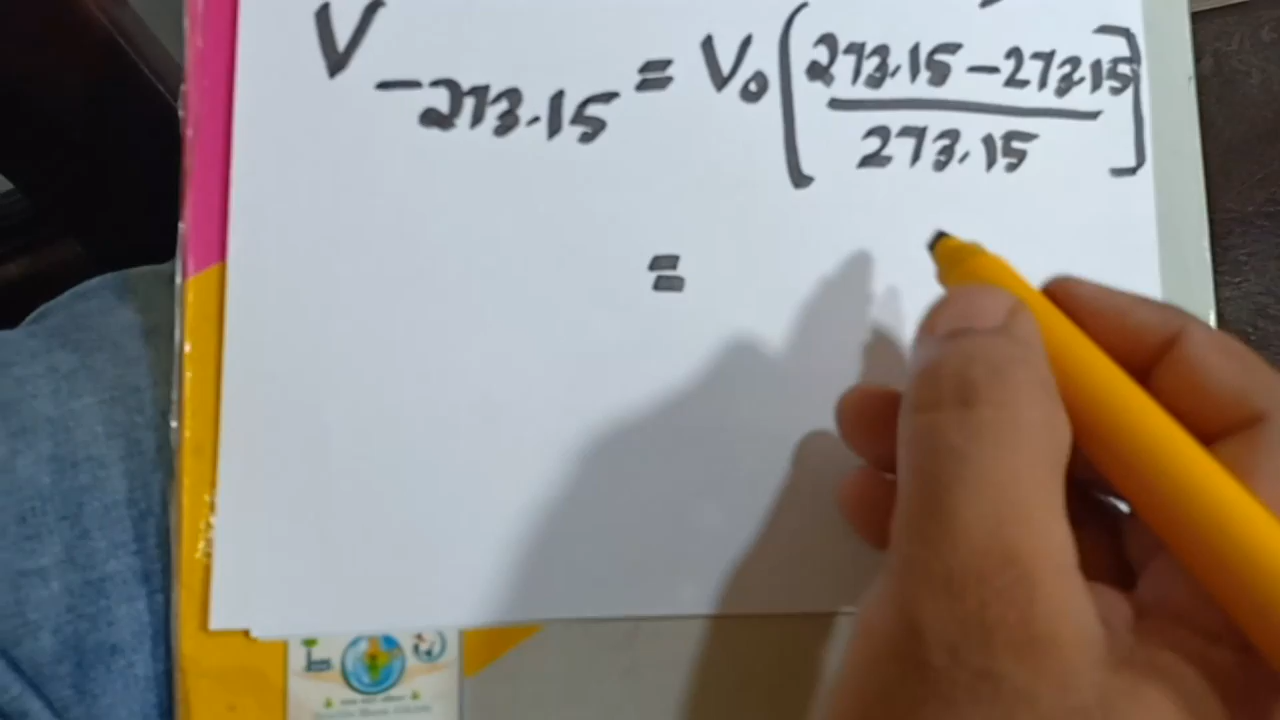 V₋₂₇₃.₁₅ = V₀ [ (273.15 − 273.15) / 273.15 ]
=